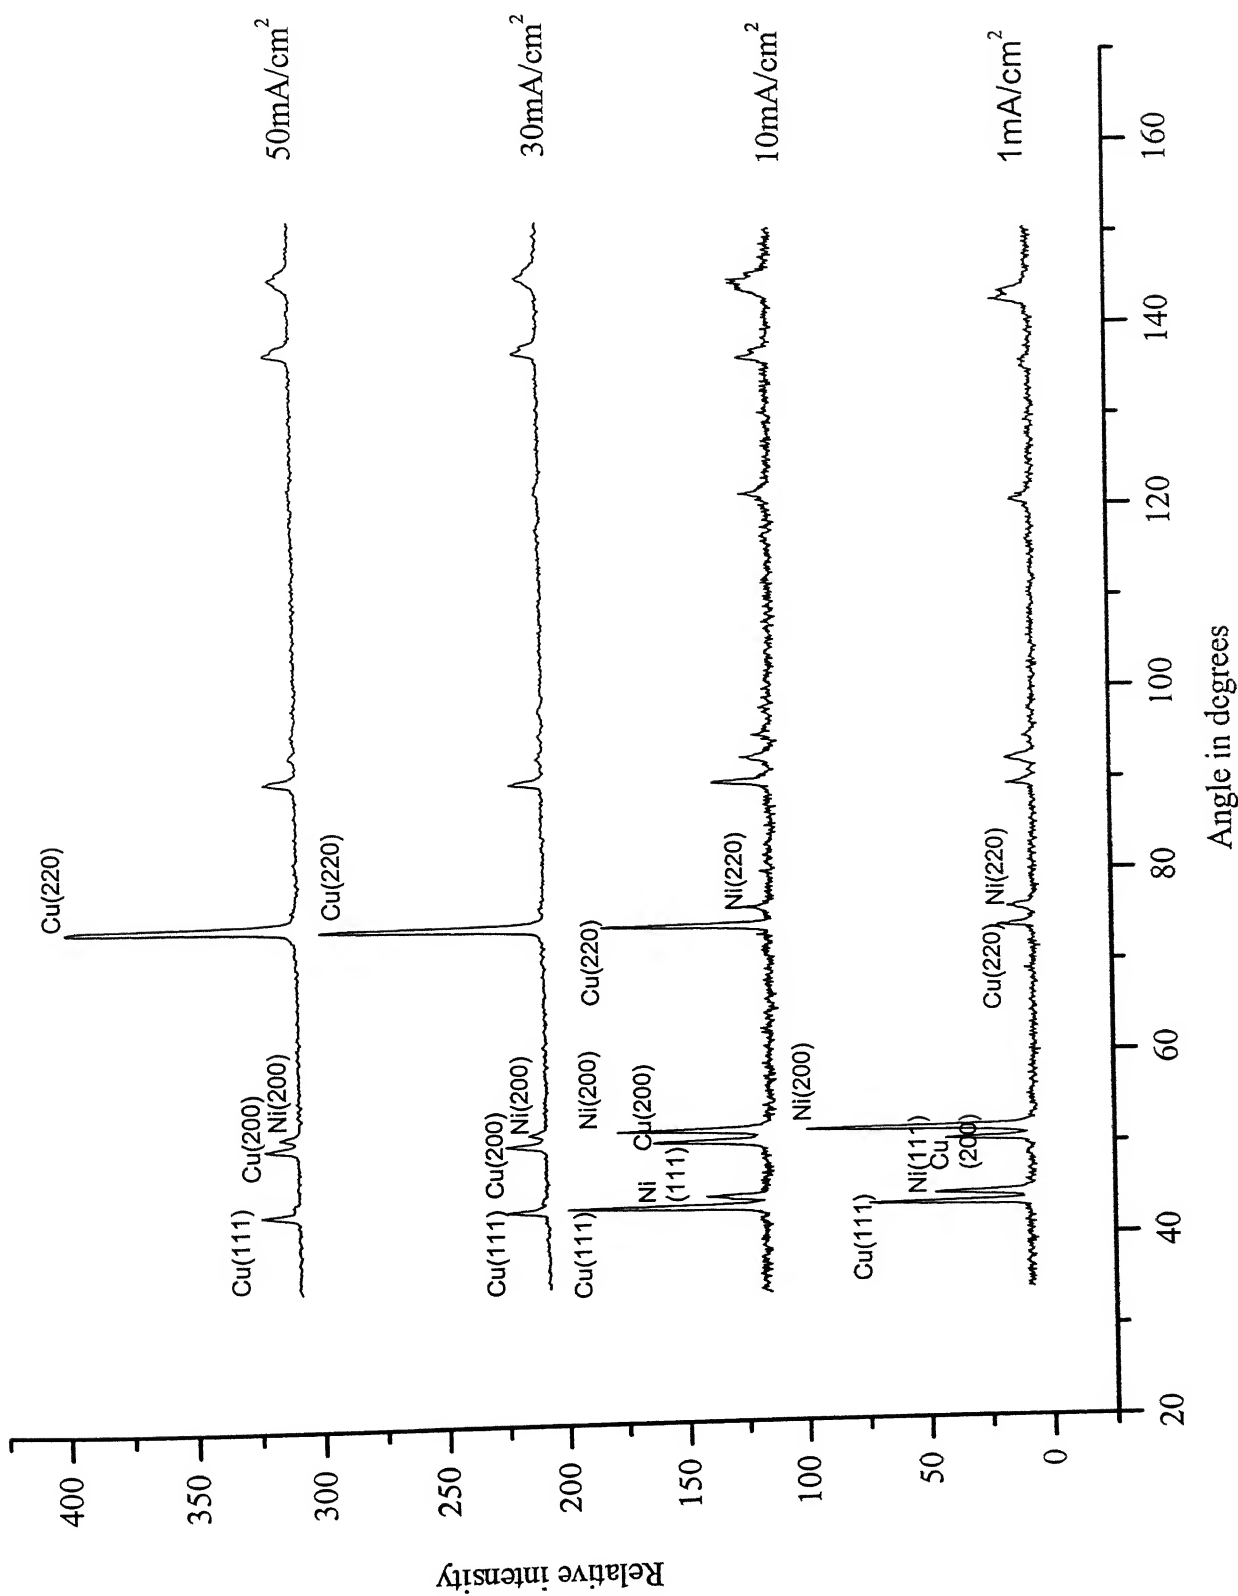 Relative intensity
400
350
300
250
200
150
100
50
0
50mA/cm²
Cu(111)
Cu(200)
Ni(200)
Cu(220)
30mA/cm²
Cu(111)
Cu(200)
Ni(200)
Cu(220)
10mA/cm²
Cu(111)
Ni
(111)
Cu(200)
Ni(200)
Cu(220)
Ni(220)
1mA/cm²
Cu(111)
Ni(111)
Cu
(200)
Ni(200)
Cu(220)
Ni(220)
20
40
60
80
100
120
140
160
Angle in degrees